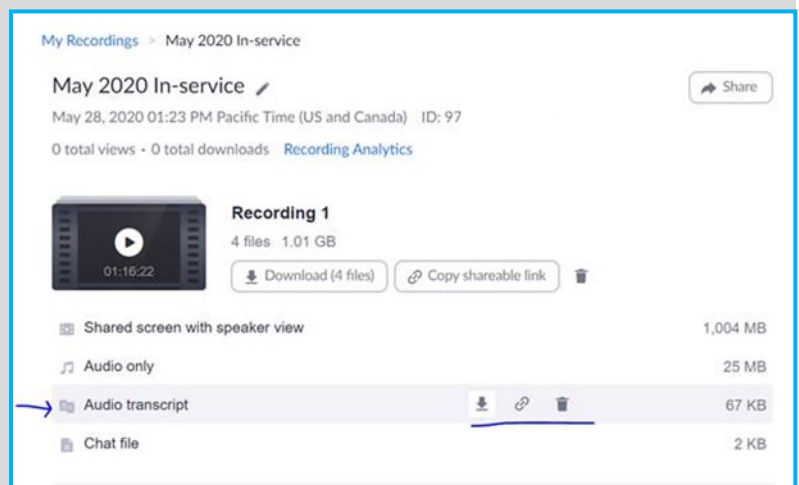 My Recordings > May 2020 In-service
May 2020 In-service
Share
May 28, 2020 01:23 PM Pacific Time (US and Canada) ID: 97
0 total views • 0 total downloads Recording Analytics
Recording 1
4 files 1.01 GB
01:16:22
Download (4 files)
Copy shareable link
Shared screen with speaker view 1,004 MB
Audio only 25 MB
Audio transcript 67 KB
Chat file 2 KB